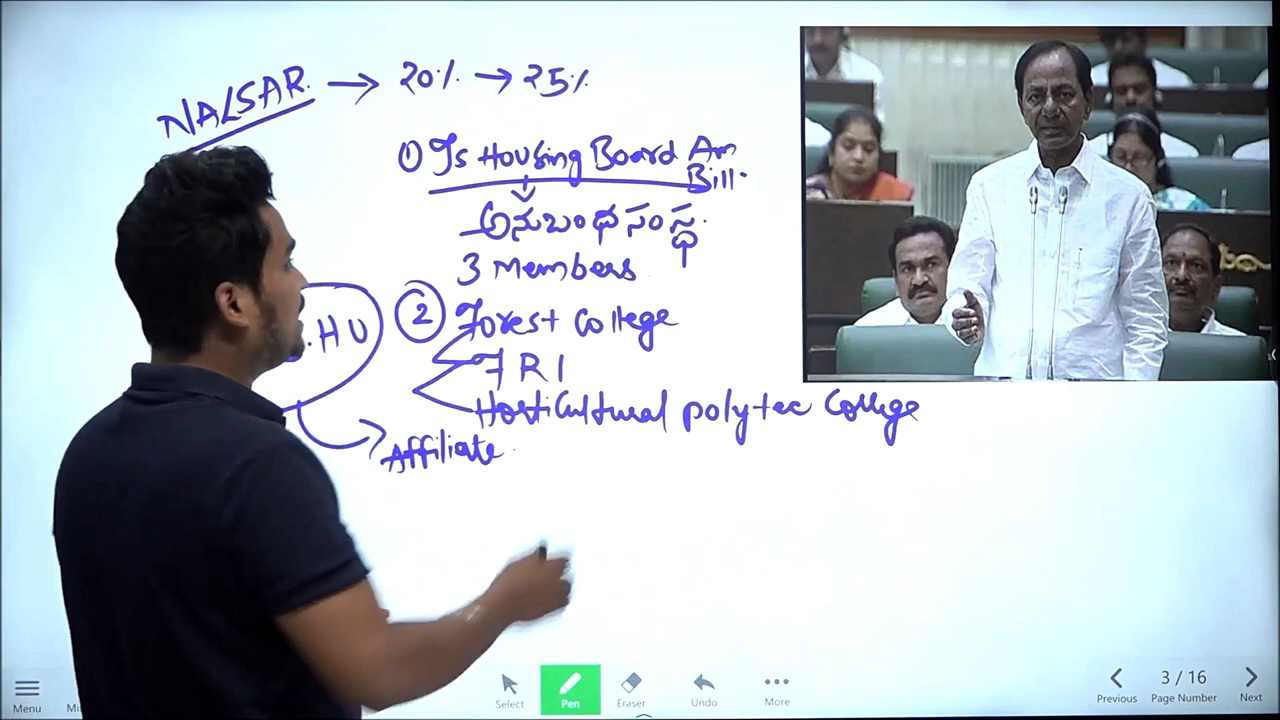 NALSAR. → 20% → 25%
① Ts Housing Board Am
Bill.
అనుబంధ సంస్థ.
3 Members
② Forest College
.HU
FRI
Horticultural polytec College
Affiliate
Select
Pen
Eraser
Undo
More
Menu
Previous
3 / 16
Page Number
Next